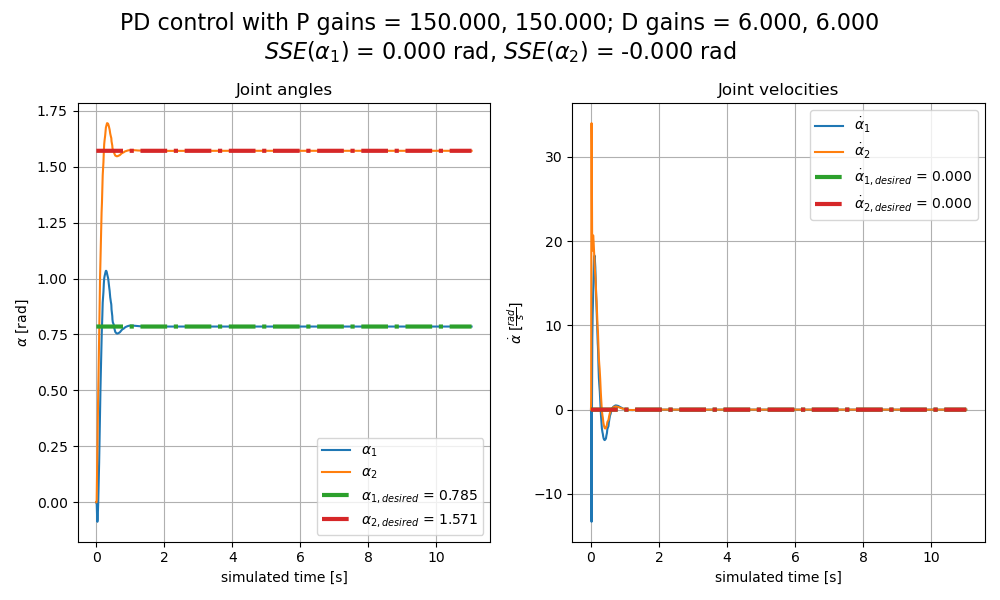 PD control with P gains = 150.000, 150.000; D gains = 6.000, 6.000
SSE(α₁) = 0.000 rad, SSE(α₂) = -0.000 rad
Joint angles
1.75
1.50
1.25
1.00
0.75
0.50
0.25
0.00
α [rad]
α₁
α₂
α₁,desired = 0.785
α₂,desired = 1.571
0 2 4 6 8 10
simulated time [s]
Joint velocities
30
20
10
0
−10
α̇ [rad/s]
α̇₁
α̇₂
α̇₁,desired = 0.000
α̇₂,desired = 0.000
0 2 4 6 8 10
simulated time [s]